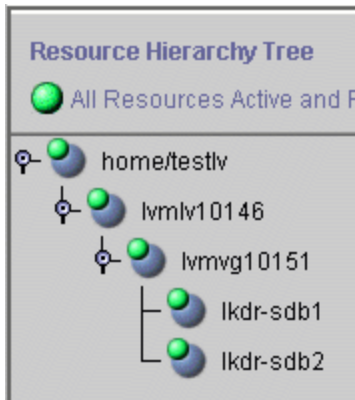 Resource Hierarchy Tree
All Resources Active and
home/testlv
lvmlv10146
lvmvg10151
lkdr-sdb1
lkdr-sdb2